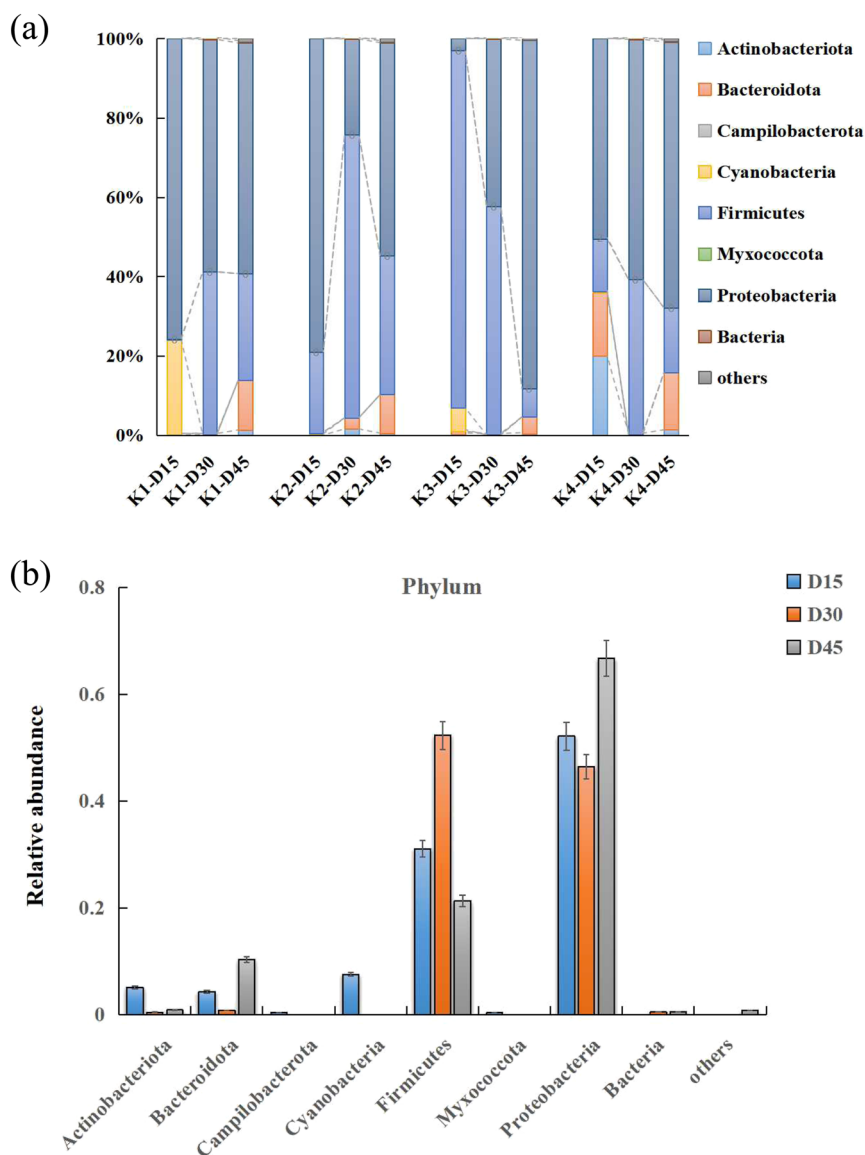 (a)
100%
80%
60%
40%
20%
0%
K1-D15
K1-D30
K1-D45
K2-D15
K2-D30
K2-D45
K3-D15
K3-D30
K3-D45
K4-D15
K4-D30
K4-D45
Actinobacteriota
Bacteroidota
Campilobacterota
Cyanobacteria
Firmicutes
Myxococcota
Proteobacteria
Bacteria
others
(b)
Phylum
D15
D30
D45
Relative abundance
0.8
0.6
0.4
0.2
0
Actinobacteriota
Bacteroidota
Campilobacterota
Cyanobacteria
Firmicutes
Myxococcota
Proteobacteria
Bacteria
others